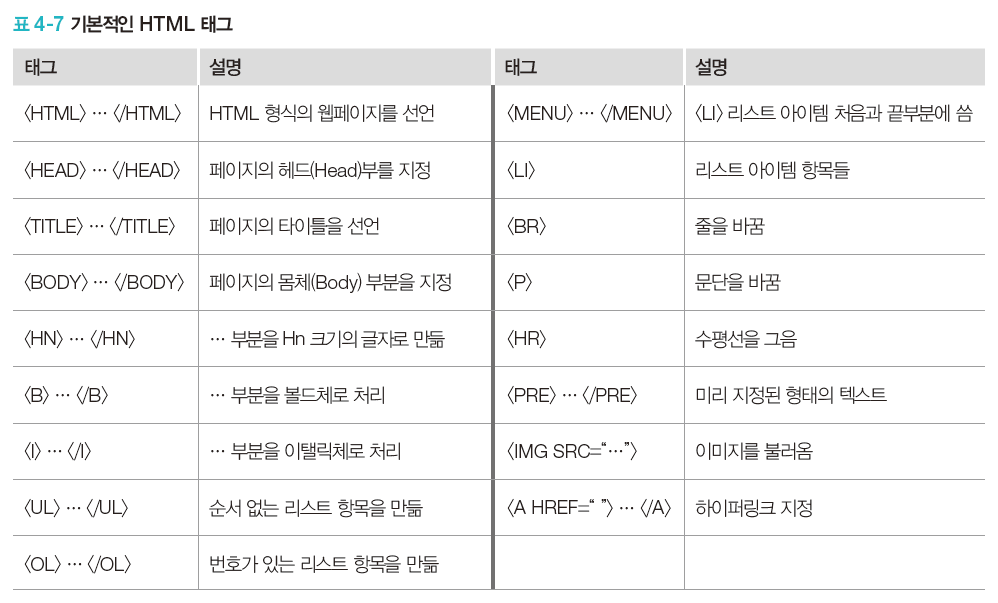 표 4-7 기본적인 HTML 태그
태그 설명 태그 설명
〈HTML〉 … 〈/HTML〉 HTML 형식의 웹페이지를 선언 〈MENU〉 … 〈/MENU〉 〈LI〉 리스트 아이템 처음과 끝부분에 씀
〈HEAD〉 … 〈/HEAD〉 페이지의 헤드(Head)부를 지정 〈LI〉 리스트 아이템 항목들
〈TITLE〉 … 〈/TITLE〉 페이지의 타이틀을 선언 〈BR〉 줄을 바꿈
〈BODY〉 … 〈/BODY〉 페이지의 몸체(Body) 부분을 지정 〈P〉 문단을 바꿈
〈HN〉 … 〈/HN〉 … 부분을 Hn 크기의 글자로 만듦 〈HR〉 수평선을 그음
〈B〉 … 〈/B〉 … 부분을 볼드체로 처리 〈PRE〉 … 〈/PRE〉 미리 지정된 형태의 텍스트
〈I〉 … 〈/I〉 … 부분을 이탤릭체로 처리 〈IMG SRC=“…”〉 이미지를 불러옴
〈UL〉 … 〈/UL〉 순서 없는 리스트 항목을 만듦 〈A HREF=“ ”〉 … 〈/A〉 하이퍼링크 지정
〈OL〉 … 〈/OL〉 번호가 있는 리스트 항목을 만듦